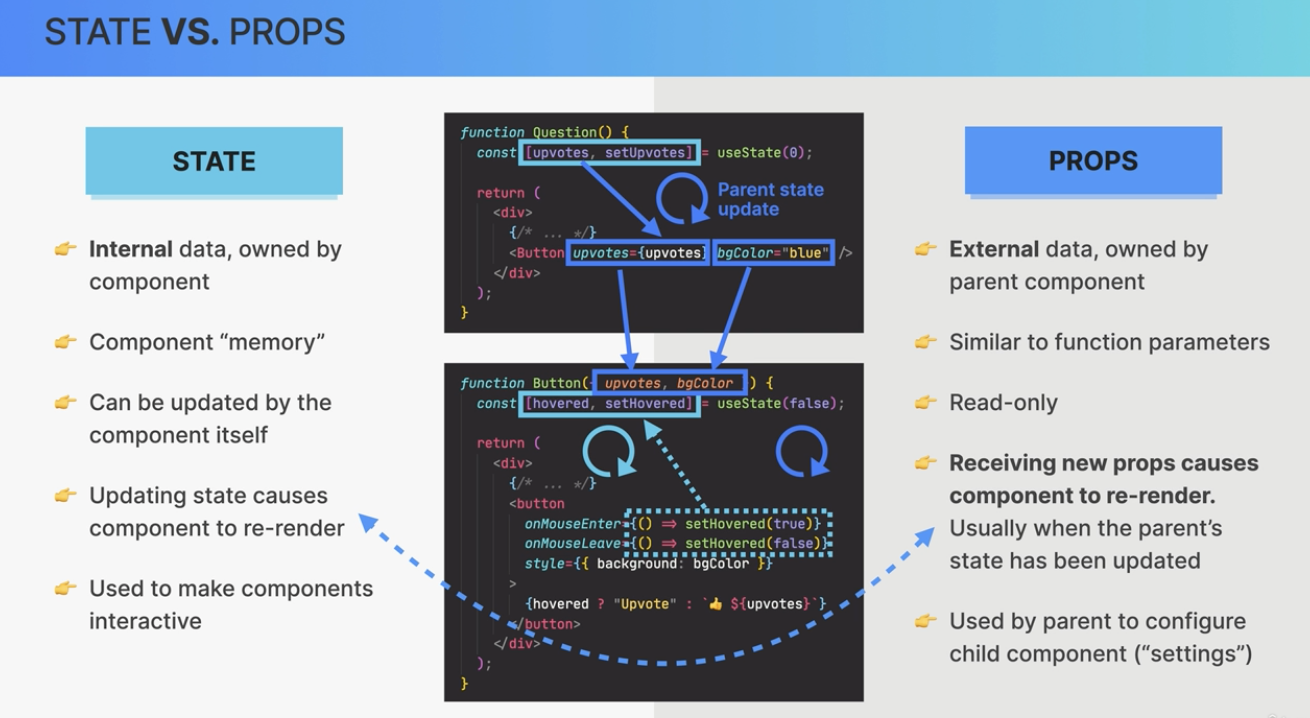 STATE VS. PROPS
STATE
👉 Internal data, owned by
component
👉 Component “memory”
👉 Can be updated by the
component itself
👉 Updating state causes
component to re-render
👉 Used to make components
interactive
function Question() {
const [upvotes, setUpvotes] = useState(0);
return (
<div>
{/* ... */}
<Button upvotes={upvotes} bgColor="blue" />
</div>
);
}
Parent state
update
function Button({ upvotes, bgColor }) {
const [hovered, setHovered] = useState(false);
return (
<div>
{/* ... */}
<button
onMouseEnter={() => setHovered(true)}
onMouseLeave={() => setHovered(false)}
style={{ background: bgColor }}
>
{hovered ? "Upvote" : `👍 ${upvotes}`}
</button>
</div>
);
}
PROPS
👉 External data, owned by
parent component
👉 Similar to function parameters
👉 Read-only
👉 Receiving new props causes
component to re-render.
Usually when the parent’s
state has been updated
👉 Used by parent to configure
child component (“settings”)